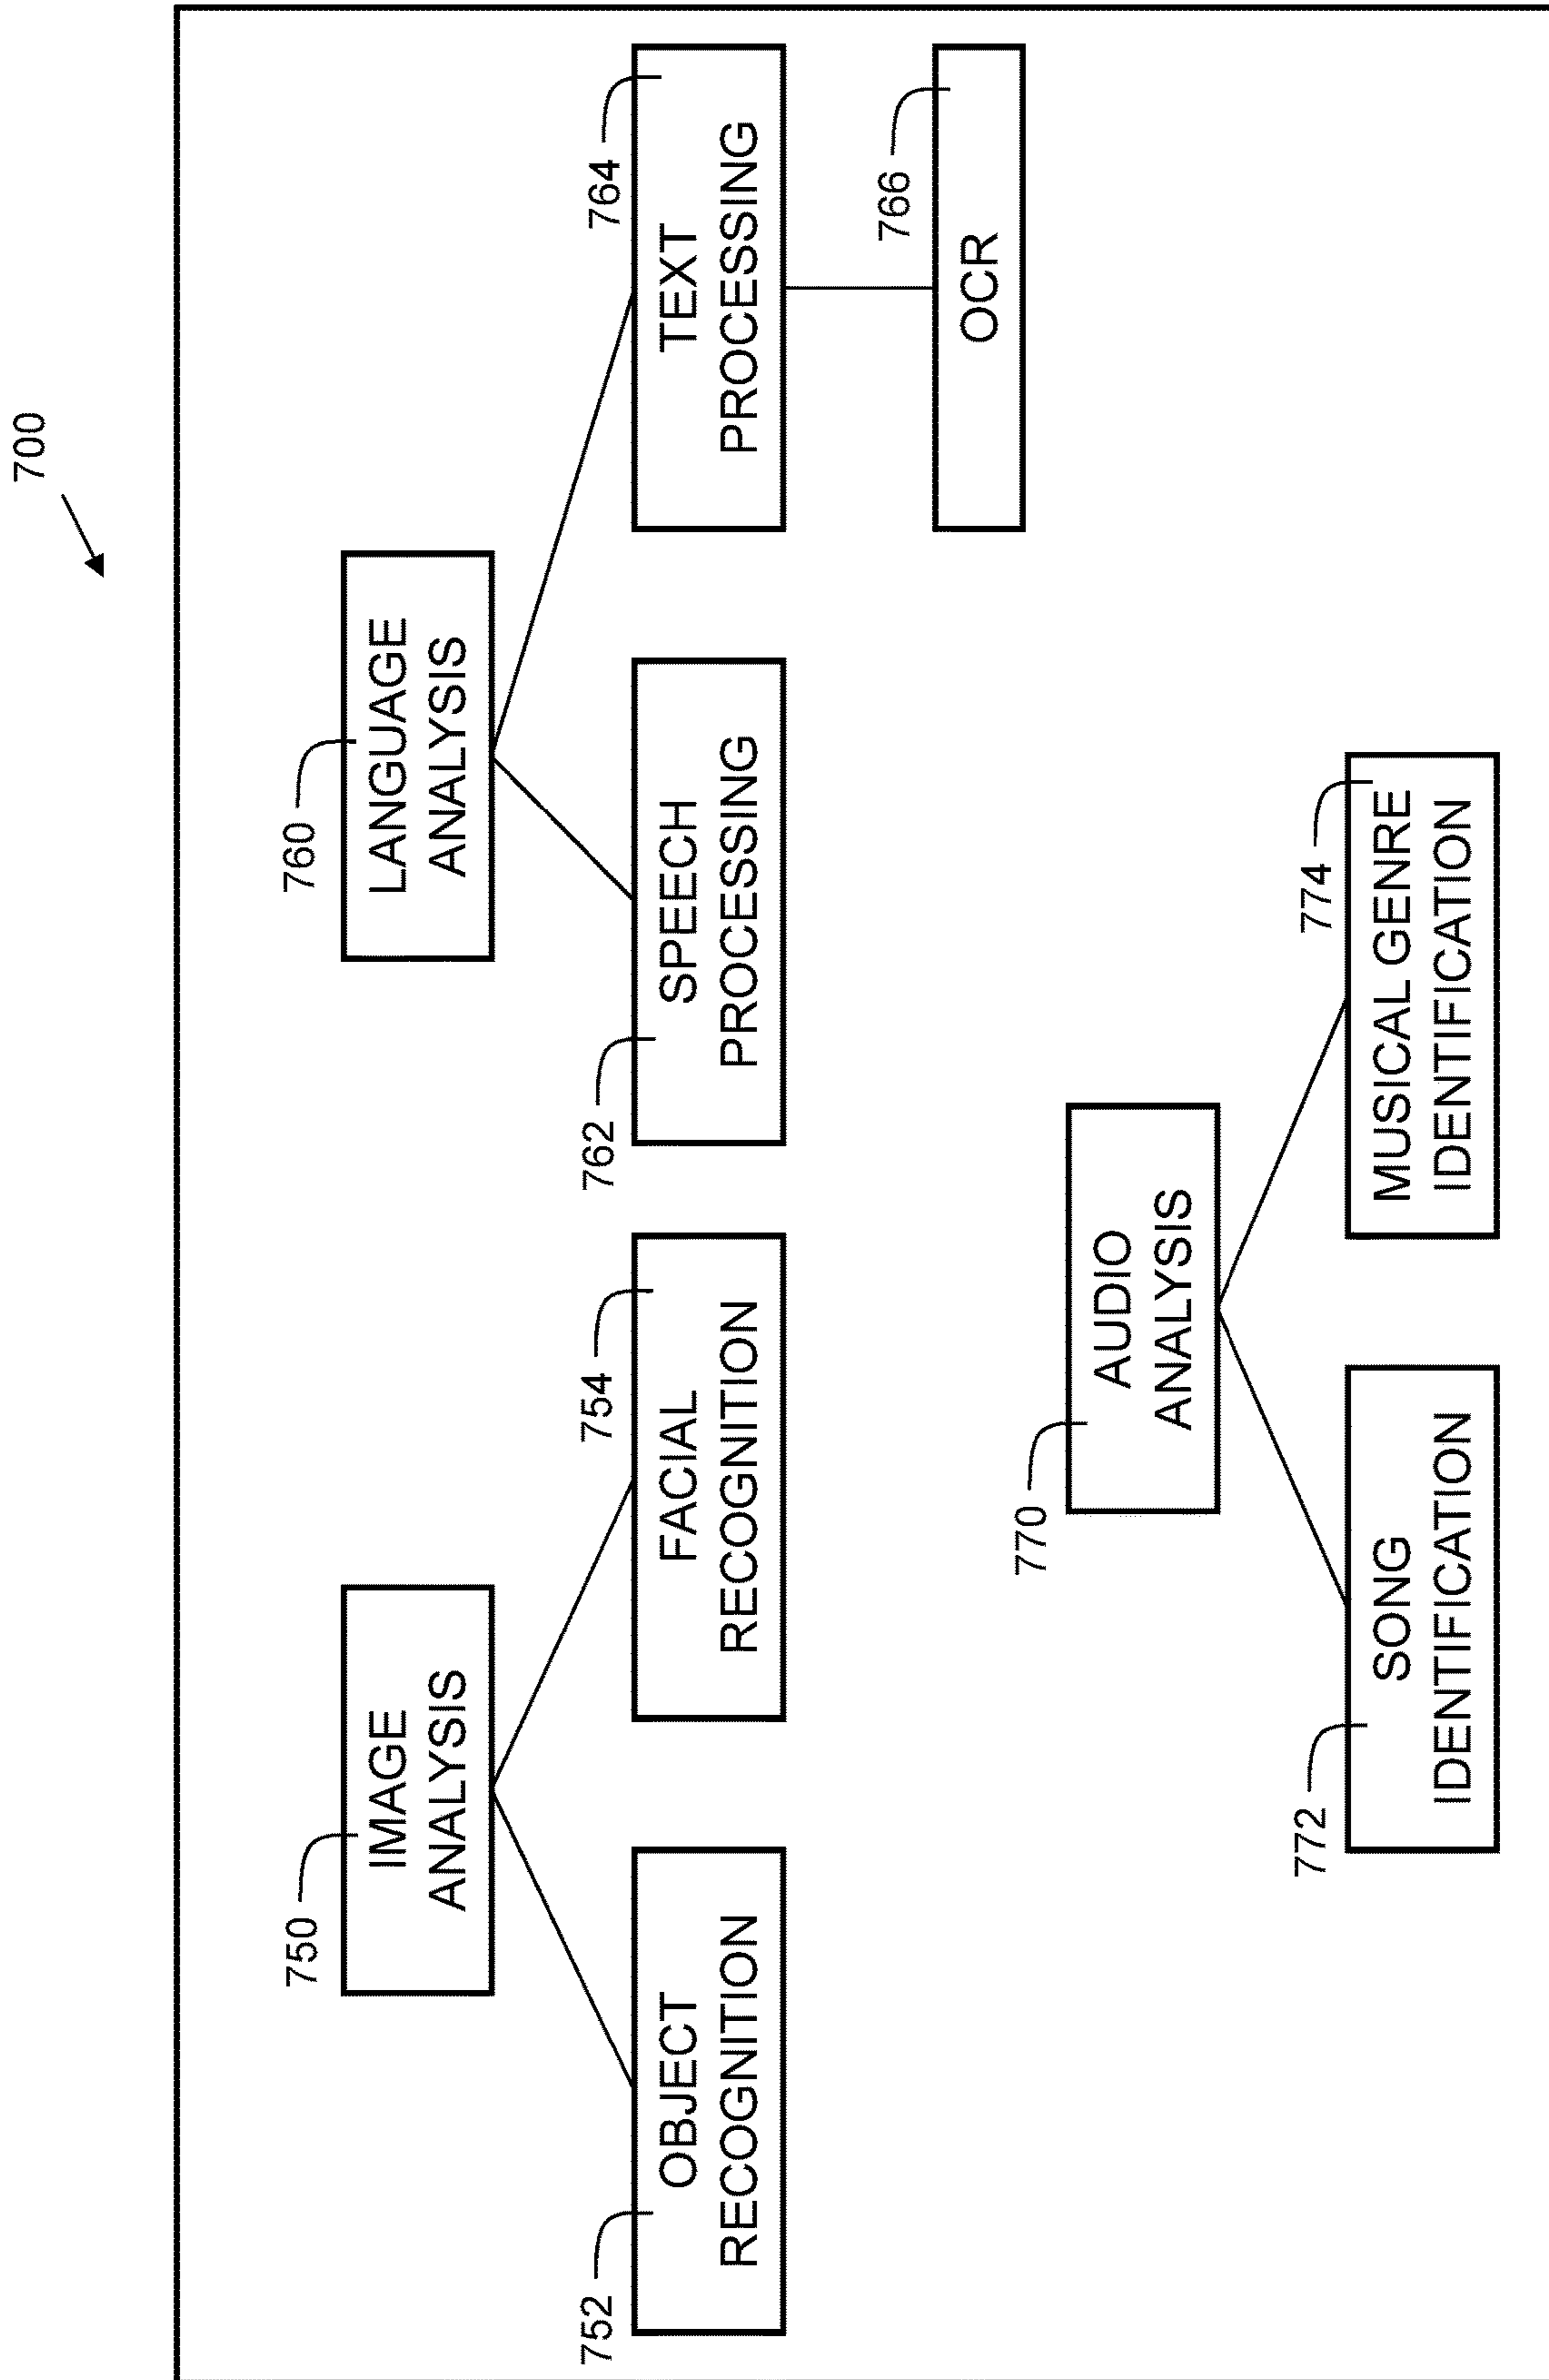 700
750
IMAGE
ANALYSIS
760
LANGUAGE
ANALYSIS
752
OBJECT
RECOGNITION
754
FACIAL
RECOGNITION
762
SPEECH
PROCESSING
764
TEXT
PROCESSING
766
OCR
770
AUDIO
ANALYSIS
772
SONG
IDENTIFICATION
774
MUSICAL GENRE
IDENTIFICATION